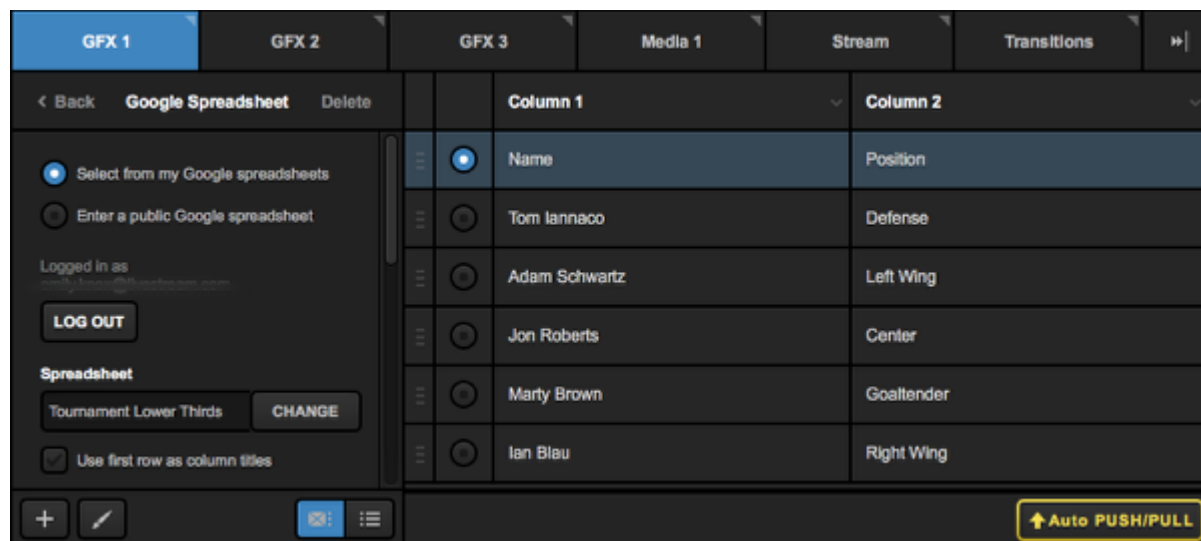 GFX 1 GFX 2 GFX 3 Media 1 Stream Transitions
< Back Google Spreadsheet Delete Column 1 Column 2
Select from my Google spreadsheets
Enter a public Google spreadsheet
Logged in as
LOG OUT
Spreadsheet
Tournament Lower Thirds CHANGE
Use first row as column titles
Name Position
Tom Iannaco Defense
Adam Schwartz Left Wing
Jon Roberts Center
Marty Brown Goaltender
Ian Blau Right Wing
Auto PUSH/PULL